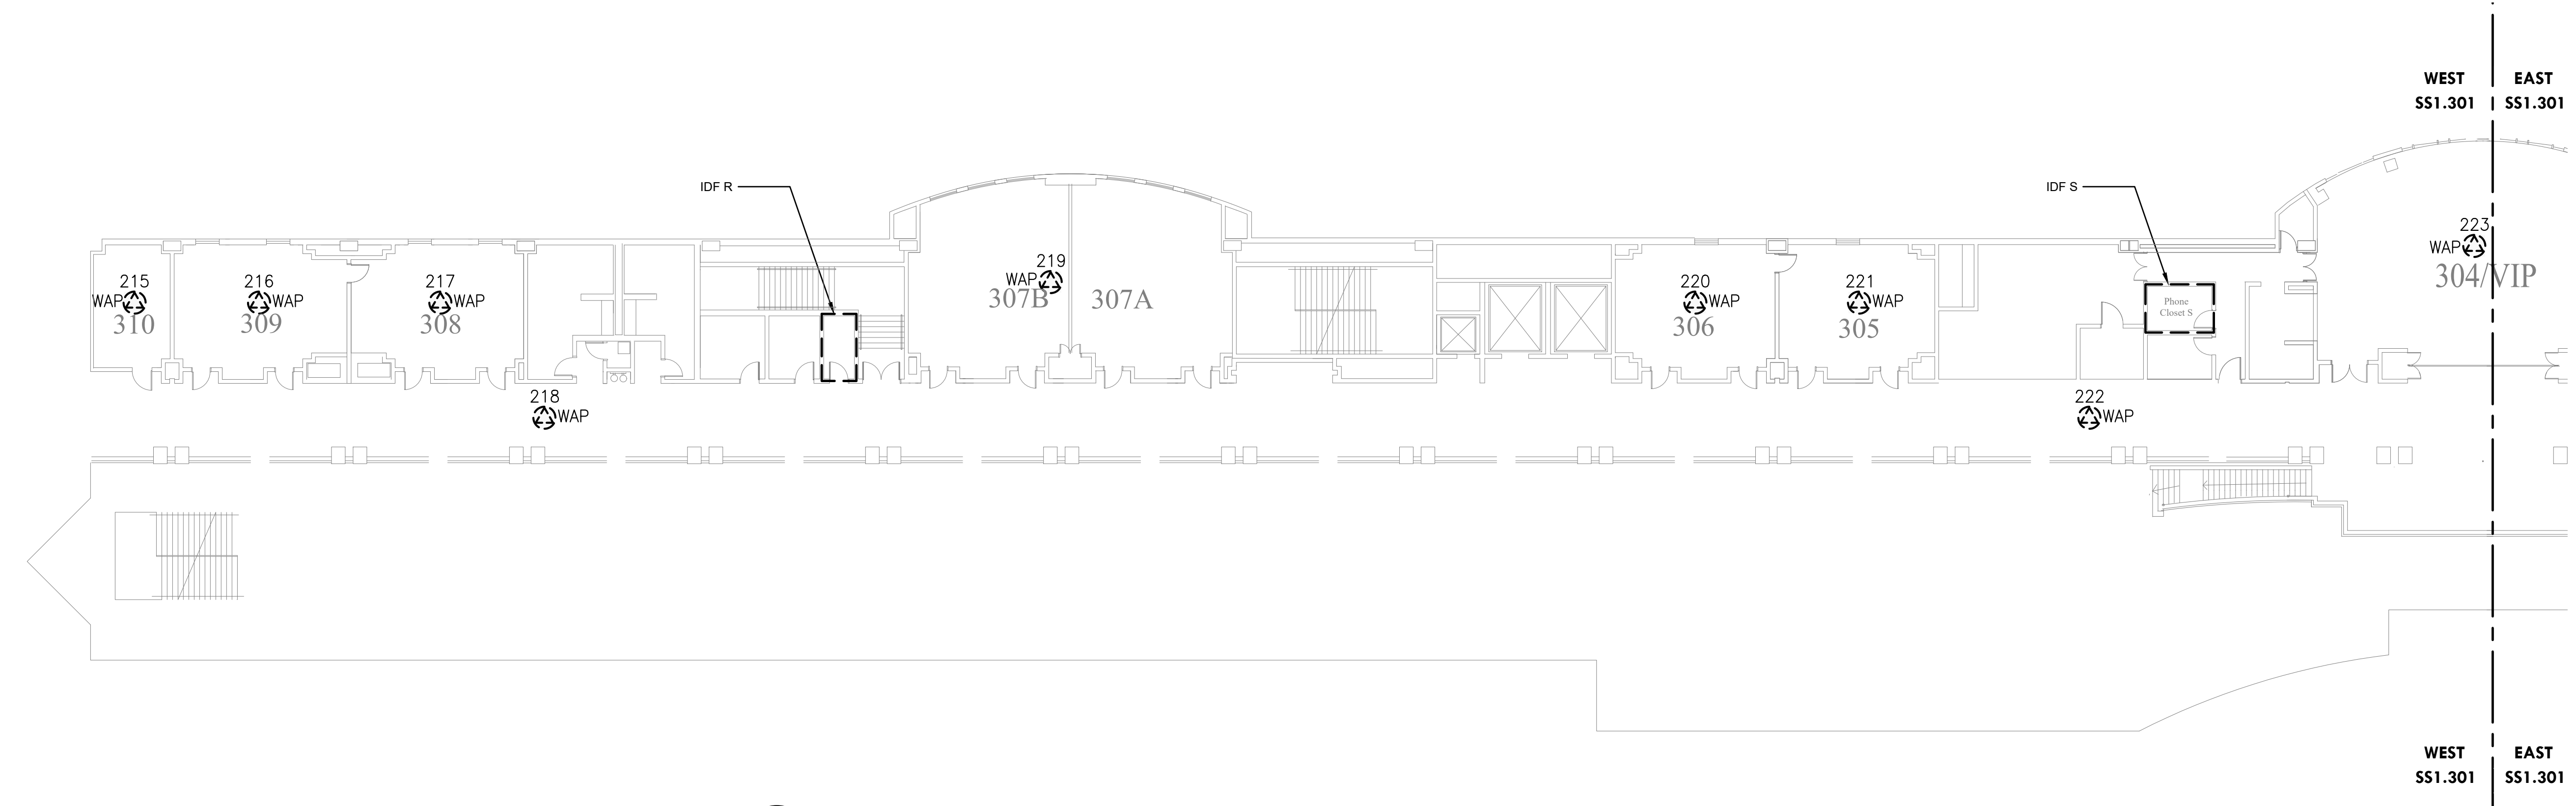 WEST EAST
SS1.301 SS1.301
IDF R
IDF S
215
WAP
310
216
WAP
309
217
WAP
308
218
WAP
219
WAP
307B
307A
220
WAP
306
221
WAP
305
222
WAP
Phone
Closet S
223
WAP
304/VIP
WEST EAST
SS1.301 SS1.301